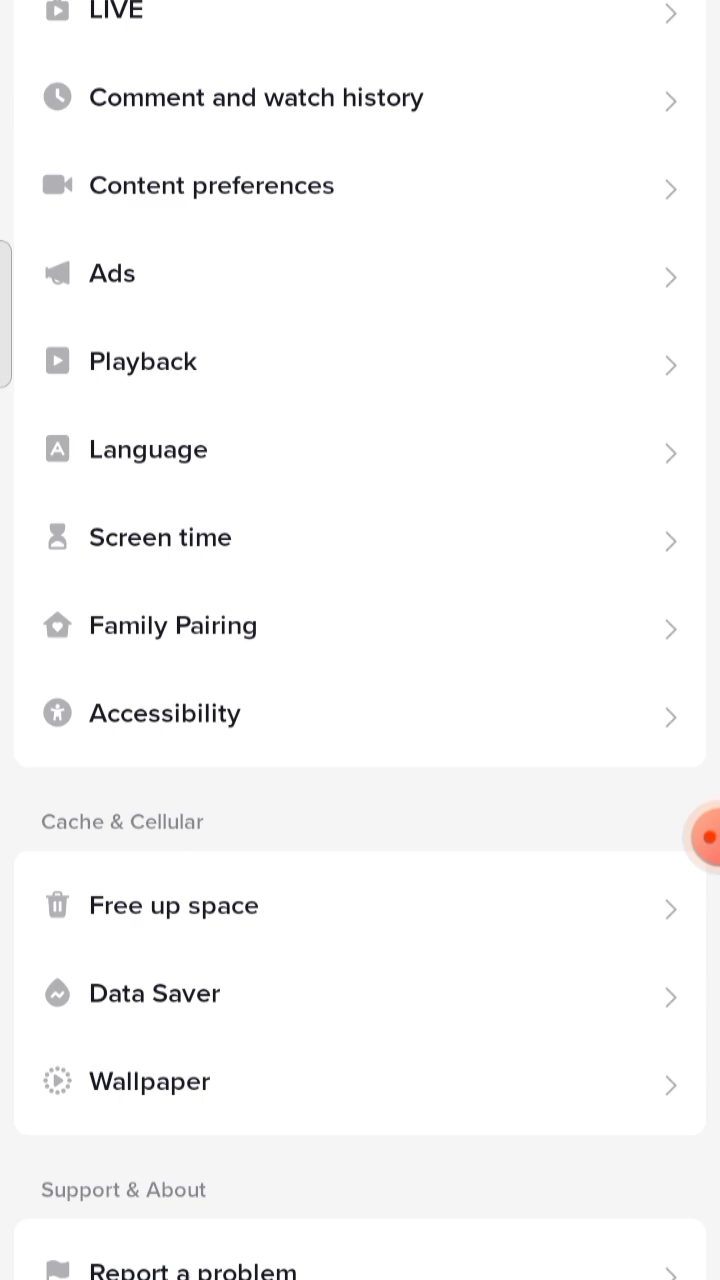 LIVE
Comment and watch history
Content preferences
Ads
Playback
Language
Screen time
Family Pairing
Accessibility
Cache & Cellular
Free up space
Data Saver
Wallpaper
Support & About
Report a problem